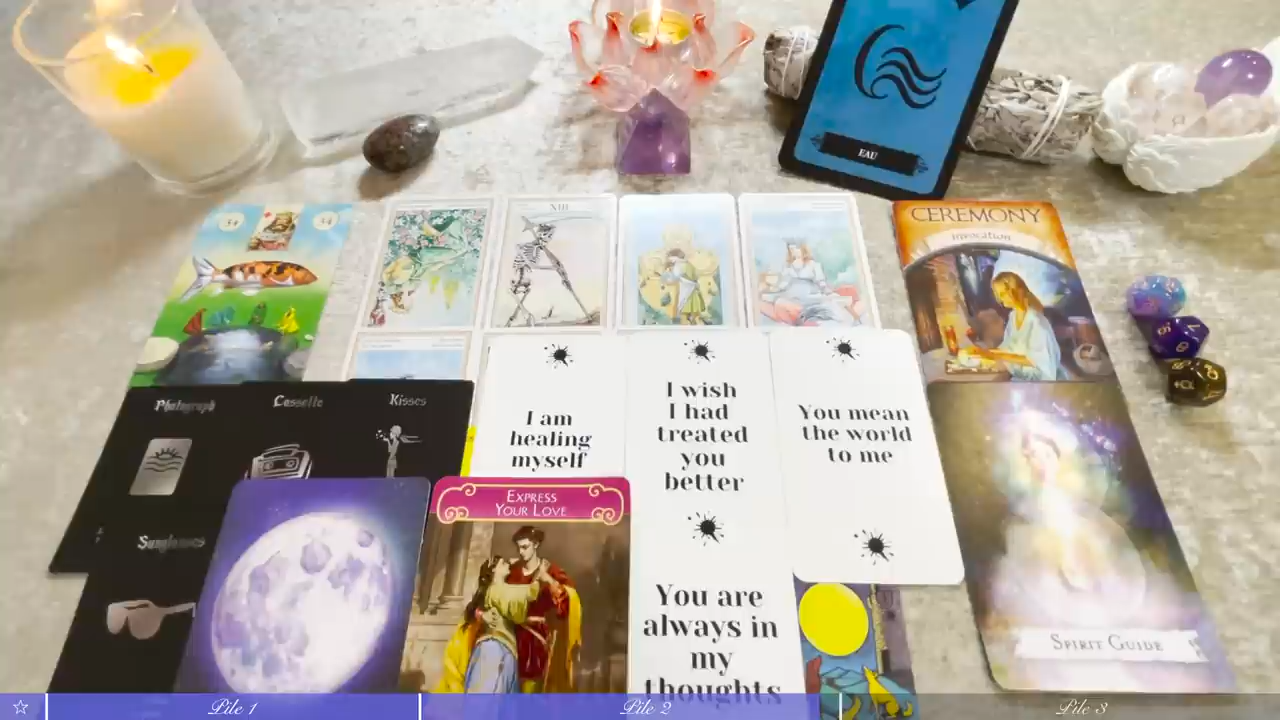 EAU
34
34
XIII
CEREMONY
Invocation
Photograph
Cassette
Kisses
I am
healing
myself
I wish
I had
treated
you
better
You mean
the world
to me
EXPRESS
YOUR LOVE
Sunglasses
You are
always in
my
thoughts
SPIRIT GUIDE
Pile 1
Pile 2
Pile 3